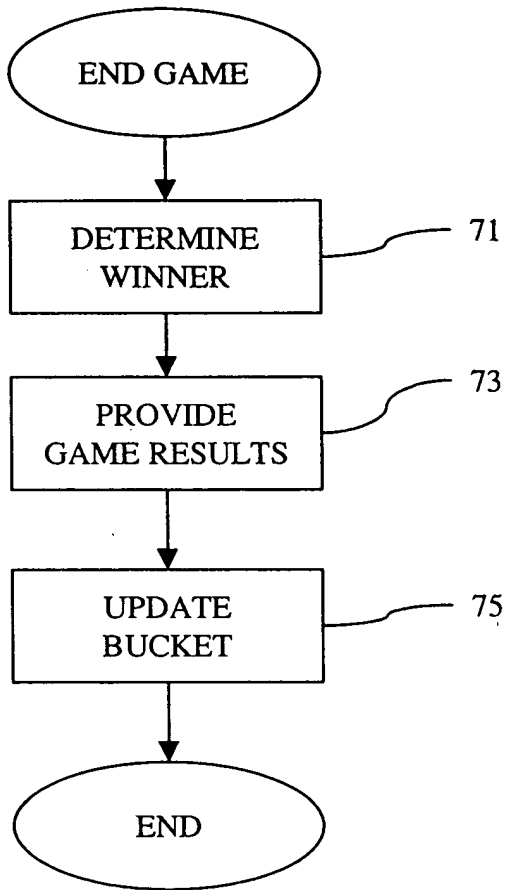 END GAME
DETERMINE
WINNER
71
PROVIDE
GAME RESULTS
73
UPDATE
BUCKET
75
END